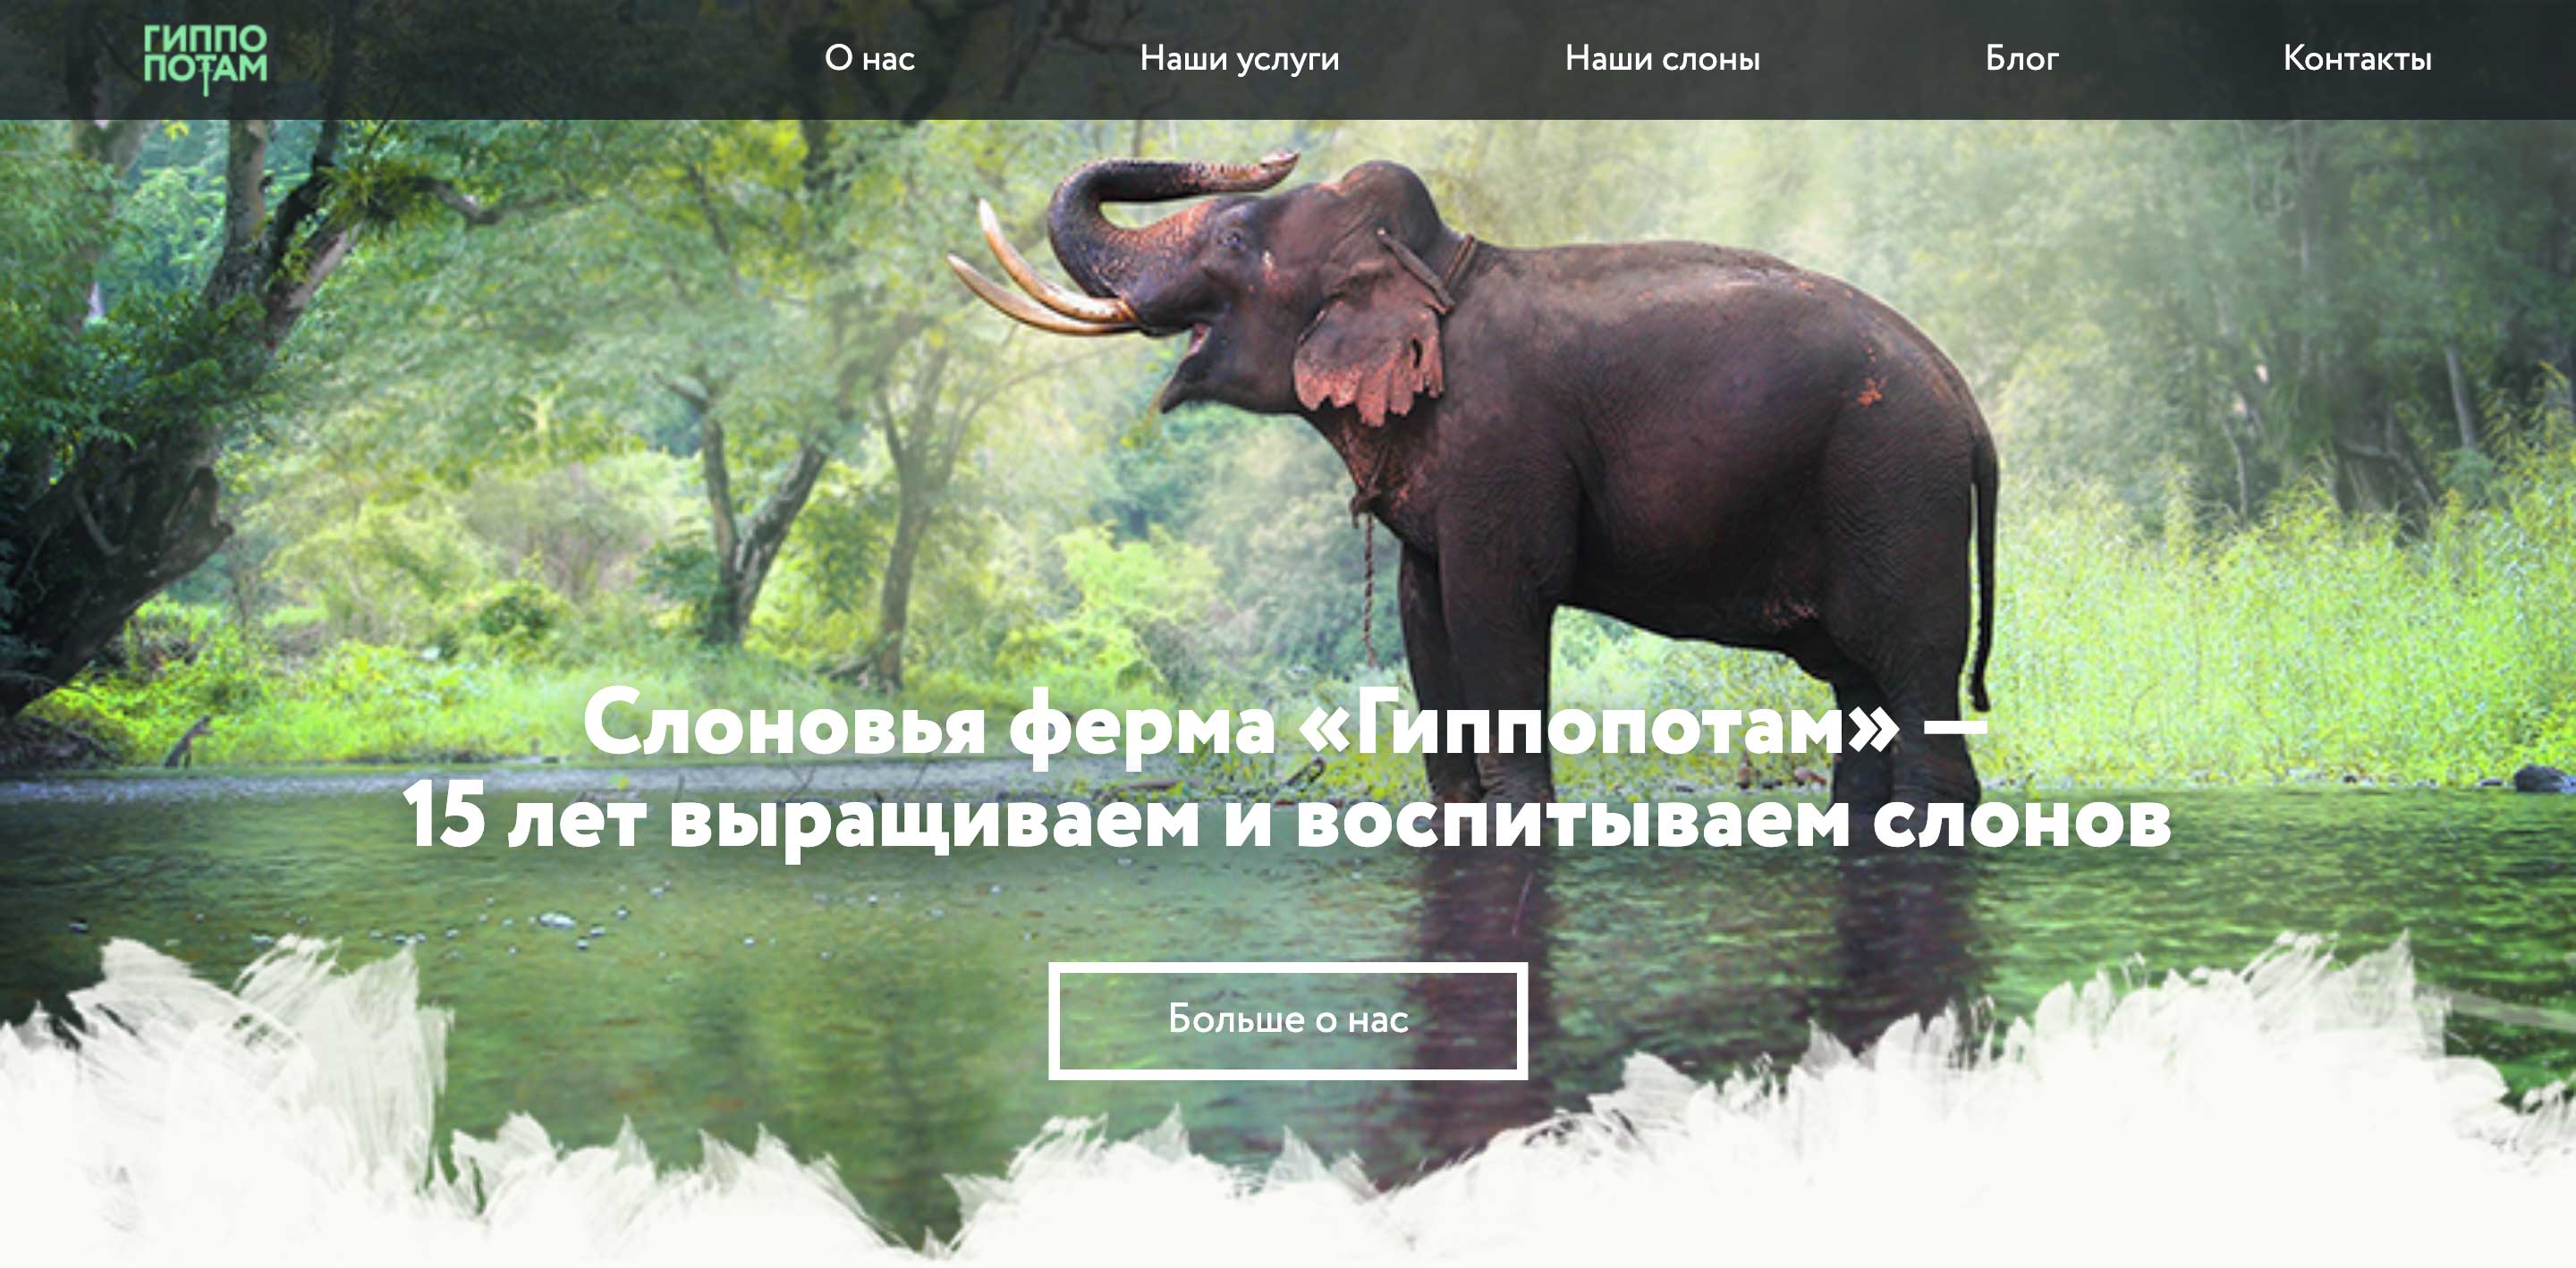 ГИППО
ПОТАМ
О нас
Наши услуги
Наши слоны
Блог
Контакты
Слоновья ферма «Гиппопотам» —
15 лет выращиваем и воспитываем слонов
Больше о нас